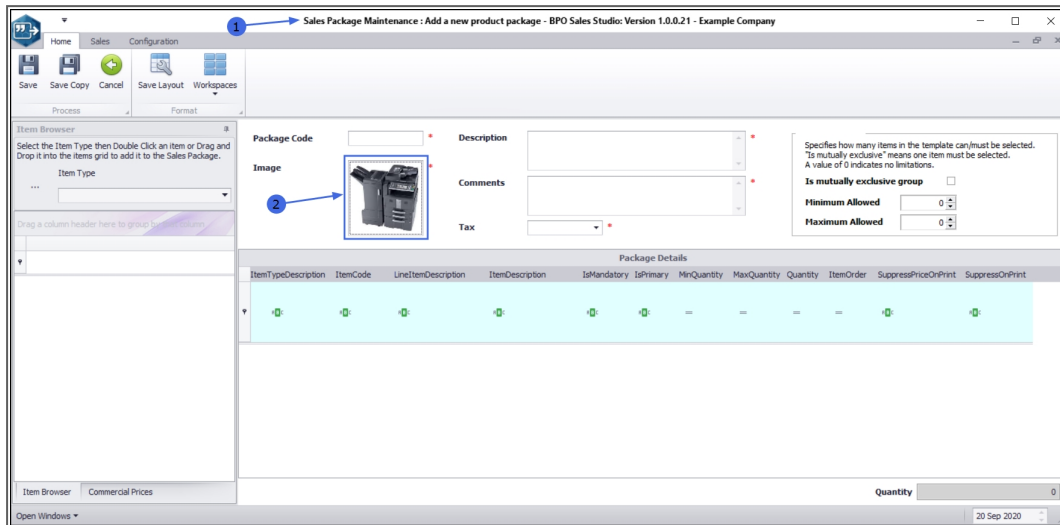 Sales Package Maintenance : Add a new product package - BPO Sales Studio: Version 1.0.0.21 - Example Company
1
Home Sales Configuration
Save Save Copy Cancel Save Layout Workspaces
Process Format
Item Browser
Select the Item Type then Double Click an item or Drag and
Drop it into the items grid to add it to the Sales Package.
Item Type
...
Drag a column header here to group by that column
Package Code *
Image *
2
Description *
Comments *
Tax *
Specifies how many items in the template can/must be selected.
"Is mutually exclusive" means one item must be selected.
A value of 0 indicates no limitations.
Is mutually exclusive group
Minimum Allowed 0
Maximum Allowed 0
Package Details
ItemTypeDescription ItemCode LineItemDescription ItemDescription IsMandatory IsPrimary MinQuantity MaxQuantity Quantity ItemOrder SuppressPriceOnPrint SuppressOnPrint
= = = =
Item Browser Commercial Prices
Quantity 0
Open Windows
20 Sep 2020